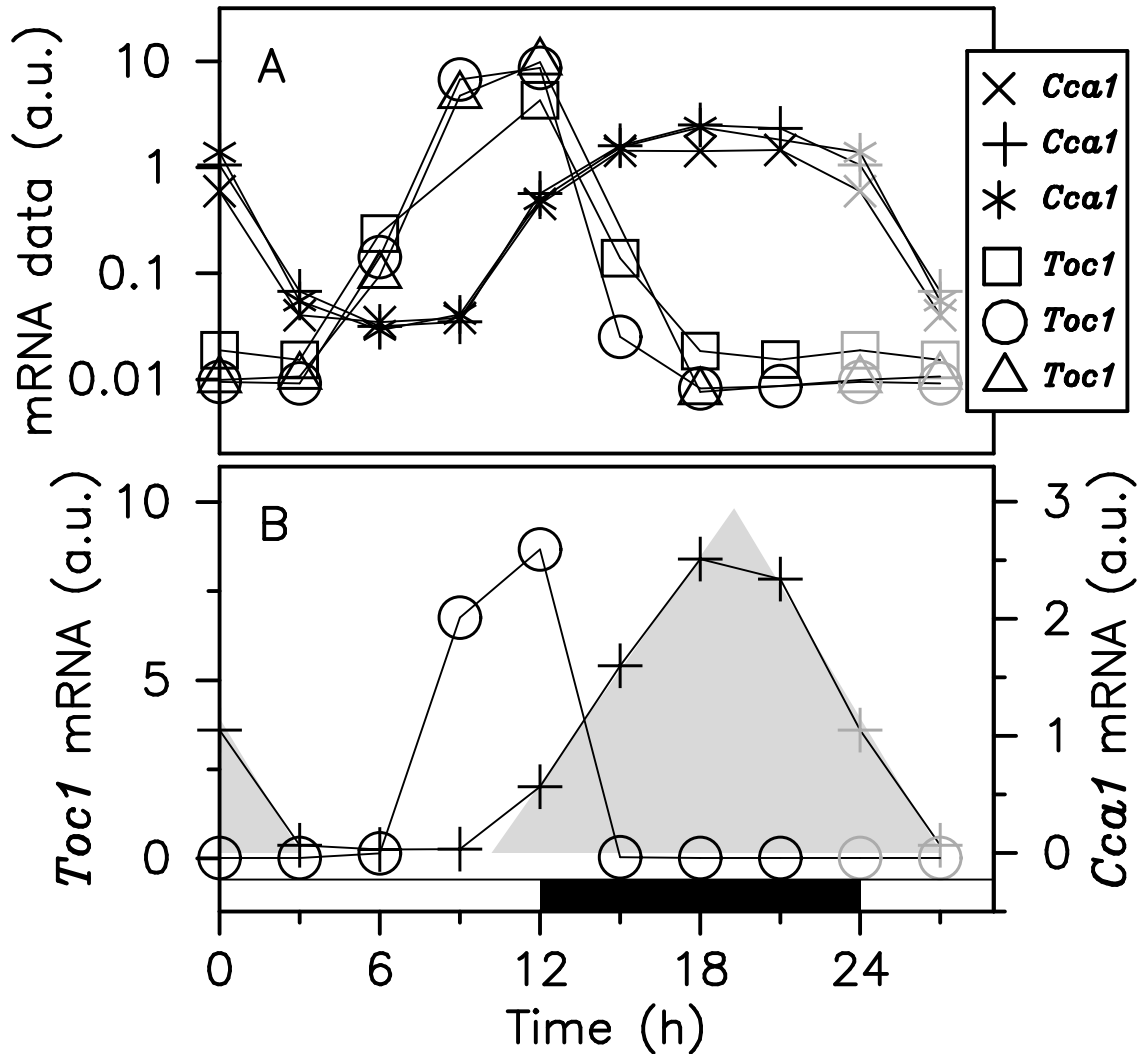 A
mRNA data (a.u.)
10
1
0.1
0.01
Cca1
Cca1
Cca1
Toc1
Toc1
Toc1
B
Toc1 mRNA (a.u.)
10
5
0
Cca1 mRNA (a.u.)
3
2
1
0
0 6 12 18 24
Time (h)